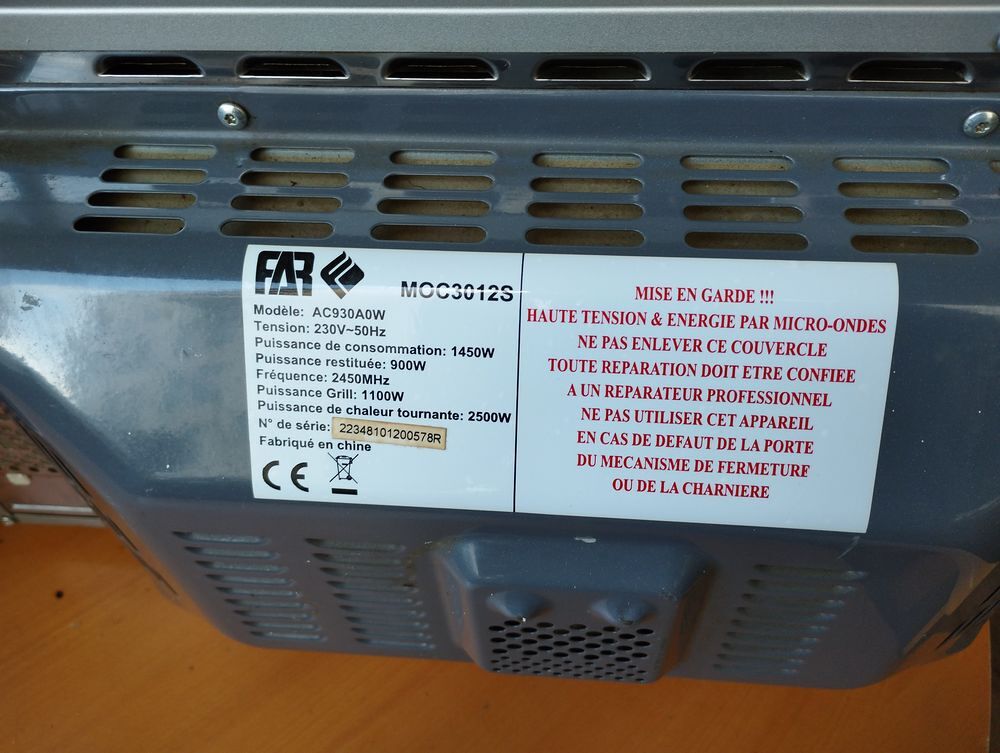 FAR
MOC3012S
Modèle: AC930A0W
Tension: 230V~50Hz
Puissance de consommation: 1450W
Puissance restituée: 900W
Fréquence: 2450MHz
Puissance Grill: 1100W
Puissance de chaleur tournante: 2500W
N° de série: 22348101200578R
Fabriqué en chine
CE
MISE EN GARDE !!!
HAUTE TENSION & ENERGIE PAR MICRO-ONDES
NE PAS ENLEVER CE COUVERCLE
TOUTE REPARATION DOIT ETRE CONFIEE
A UN REPARATEUR PROFESSIONNEL
NE PAS UTILISER CET APPAREIL
EN CAS DE DEFAUT DE LA PORTE
DU MECANISME DE FERMETURE
OU DE LA CHARNIERE